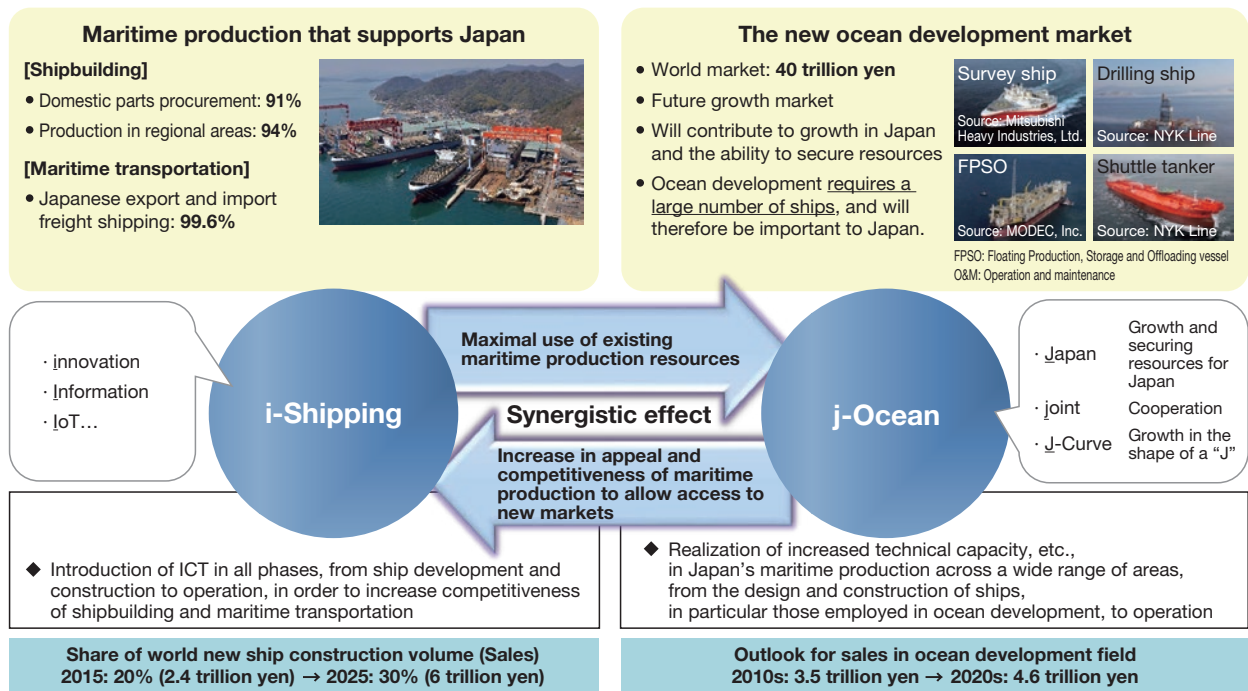 Maritime production that supports Japan
[Shipbuilding]
• Domestic parts procurement: 91%
• Production in regional areas: 94%
[Maritime transportation]
• Japanese export and import
freight shipping: 99.6%
The new ocean development market
• World market: 40 trillion yen
• Future growth market
• Will contribute to growth in Japan
and the ability to secure resources
• Ocean development requires a
large number of ships, and will
therefore be important to Japan.
Survey ship
Source: Mitsubishi
Heavy Industries, Ltd.
Drilling ship
Source: NYK Line
FPSO
Source: MODEC, Inc.
Shuttle tanker
Source: NYK Line
FPSO: Floating Production, Storage and Offloading vessel
O&M: Operation and maintenance
· innovation
· Information
· IoT…
i-Shipping
Maximal use of existing
maritime production resources
Synergistic effect
Increase in appeal and
competitiveness of maritime
production to allow access to
new markets
j-Ocean
· Japan
Growth and
securing
resources for
Japan
· joint
Cooperation
· J-Curve
Growth in the
shape of a “J”
◆ Introduction of ICT in all phases, from ship development and
construction to operation, in order to increase competitiveness
of shipbuilding and maritime transportation
◆ Realization of increased technical capacity, etc.,
in Japan’s maritime production across a wide range of areas,
from the design and construction of ships,
in particular those employed in ocean development, to operation
Share of world new ship construction volume (Sales)
2015: 20% (2.4 trillion yen) → 2025: 30% (6 trillion yen)
Outlook for sales in ocean development field
2010s: 3.5 trillion yen → 2020s: 4.6 trillion yen